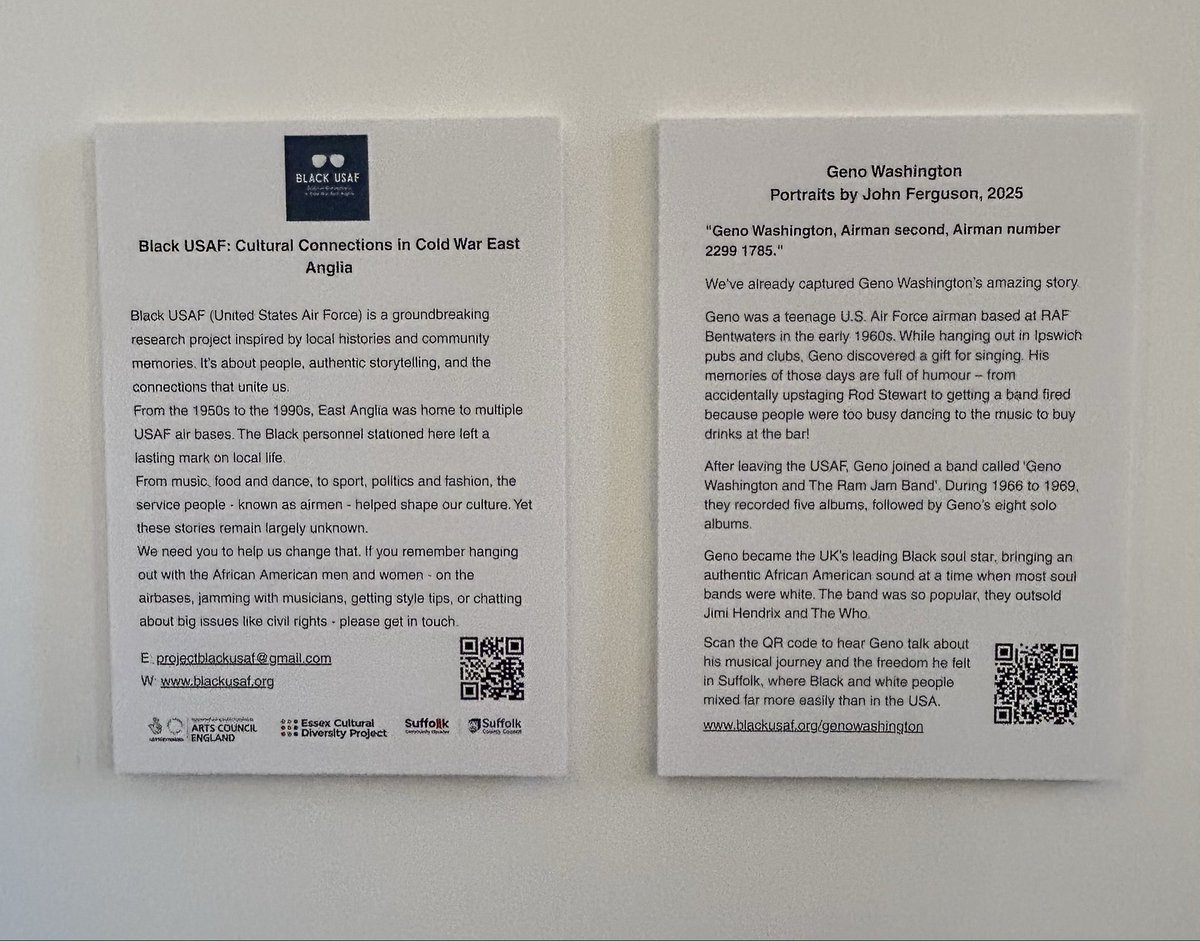 BLACK USAF
Black USAF: Cultural Connections in Cold War East
Anglia
Black USAF (United States Air Force) is a groundbreaking
research project inspired by local histories and community
memories. It's about people, authentic storytelling, and the
connections that unite us.
From the 1950s to the 1990s, East Anglia was home to multiple
USAF air bases. The Black personnel stationed here left a
lasting mark on local life.
From music, food and dance, to sport, politics and fashion, the
service people - known as airmen - helped shape our culture. Yet
these stories remain largely unknown.
We need you to help us change that. If you remember hanging
out with the African American men and women - on the
airbases, jamming with musicians, getting style tips, or chatting
about big issues like civil rights - please get in touch.
E: projectblackusaf@gmail.com
W: www.blackusaf.org
ARTS COUNCIL
ENGLAND
Essex Cultural
Diversity Project
Suffolk
Suffolk
County Council
Geno Washington
Portraits by John Ferguson, 2025
"Geno Washington, Airman second, Airman number
2299 1785."
We've already captured Geno Washington's amazing story.
Geno was a teenage U.S. Air Force airman based at RAF
Bentwaters in the early 1960s. While hanging out in Ipswich
pubs and clubs, Geno discovered a gift for singing. His
memories of those days are full of humour – from
accidentally upstaging Rod Stewart to getting a band fired
because people were too busy dancing to the music to buy
drinks at the bar!
After leaving the USAF, Geno joined a band called 'Geno
Washington and The Ram Jam Band'. During 1966 to 1969,
they recorded five albums, followed by Geno's eight solo
albums.
Geno became the UK's leading Black soul star, bringing an
authentic African American sound at a time when most soul
bands were white. The band was so popular, they outsold
Jimi Hendrix and The Who.
Scan the QR code to hear Geno talk about
his musical journey and the freedom he felt
in Suffolk, where Black and white people
mixed far more easily than in the USA.
www.blackusaf.org/genowashington